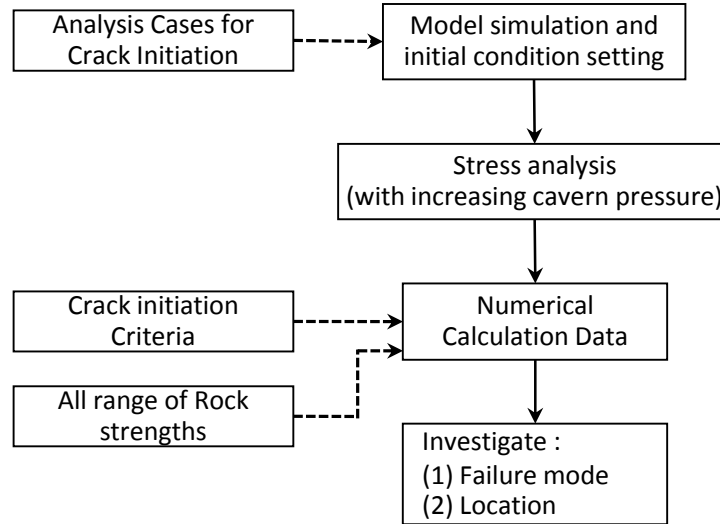 Analysis Cases for
Crack Initiation
Model simulation and
initial condition setting
Stress analysis
(with increasing cavern pressure)
Crack initiation
Criteria
Numerical
Calculation Data
All range of Rock
strengths
Investigate :
(1) Failure mode
(2) Location